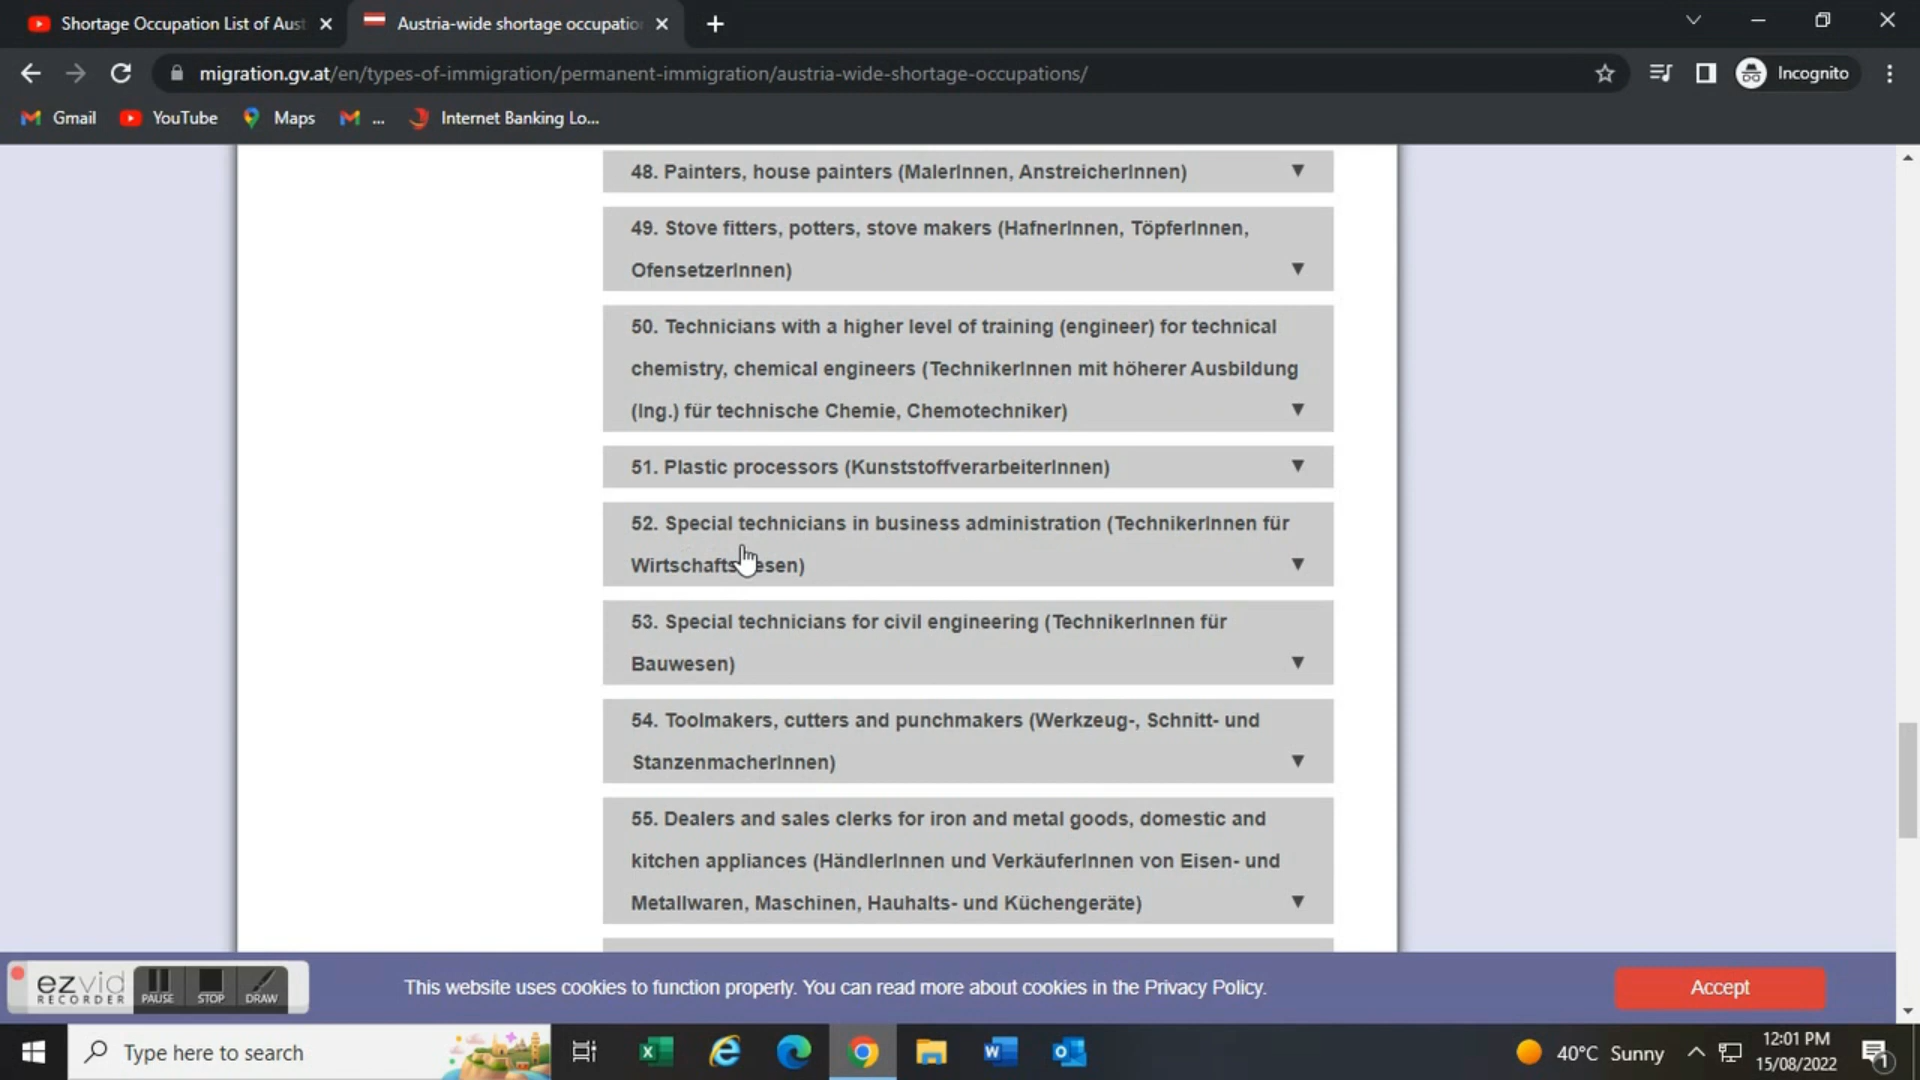 Shortage Occupation List of Aust
Austria-wide shortage occupatio
migration.gv.at/en/types-of-immigration/permanent-immigration/austria-wide-shortage-occupations/
Incognito
Gmail
YouTube
Maps
...
Internet Banking Lo...
48. Painters, house painters (MalerInnen, AnstreicherInnen)
49. Stove fitters, potters, stove makers (HafnerInnen, TöpferInnen,
OfensetzerInnen)
50. Technicians with a higher level of training (engineer) for technical
chemistry, chemical engineers (TechnikerInnen mit höherer Ausbildung
(Ing.) für technische Chemie, Chemotechniker)
51. Plastic processors (KunststoffverarbeiterInnen)
52. Special technicians in business administration (TechnikerInnen für
Wirtschaftswesen)
53. Special technicians for civil engineering (TechnikerInnen für
Bauwesen)
54. Toolmakers, cutters and punchmakers (Werkzeug-, Schnitt- und
StanzenmacherInnen)
55. Dealers and sales clerks for iron and metal goods, domestic and
kitchen appliances (HändlerInnen und VerkäuferInnen von Eisen- und
Metallwaren, Maschinen, Hauhalts- und Küchengeräte)
ezvid
RECORDER
PAUSE
STOP
DRAW
This website uses cookies to function properly. You can read more about cookies in the Privacy Policy.
Accept
Type here to search
40°C Sunny
12:01 PM
15/08/2022
1